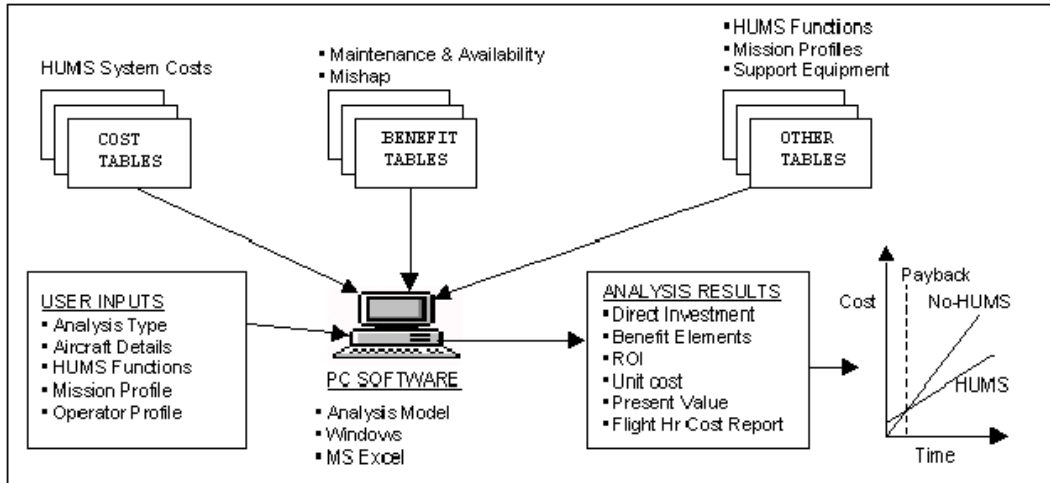 HUMS System Costs
COST
TABLES
▪ Maintenance & Availability
▪ Mishap
BENEFIT
TABLES
▪ HUMS Functions
▪ Mission Profiles
▪ Support Equipment
OTHER
TABLES
USER INPUTS
▪ Analysis Type
▪ Aircraft Details
▪ HUMS Functions
▪ Mission Profile
▪ Operator Profile
PC SOFTWARE
▪ Analysis Model
▪ Windows
▪ MS Excel
ANALYSIS RESULTS
▪ Direct Investment
▪ Benefit Elements
▪ ROI
▪ Unit cost
▪ Present Value
▪ Flight Hr Cost Report
Payback
Cost
No-HUMS
HUMS
Time